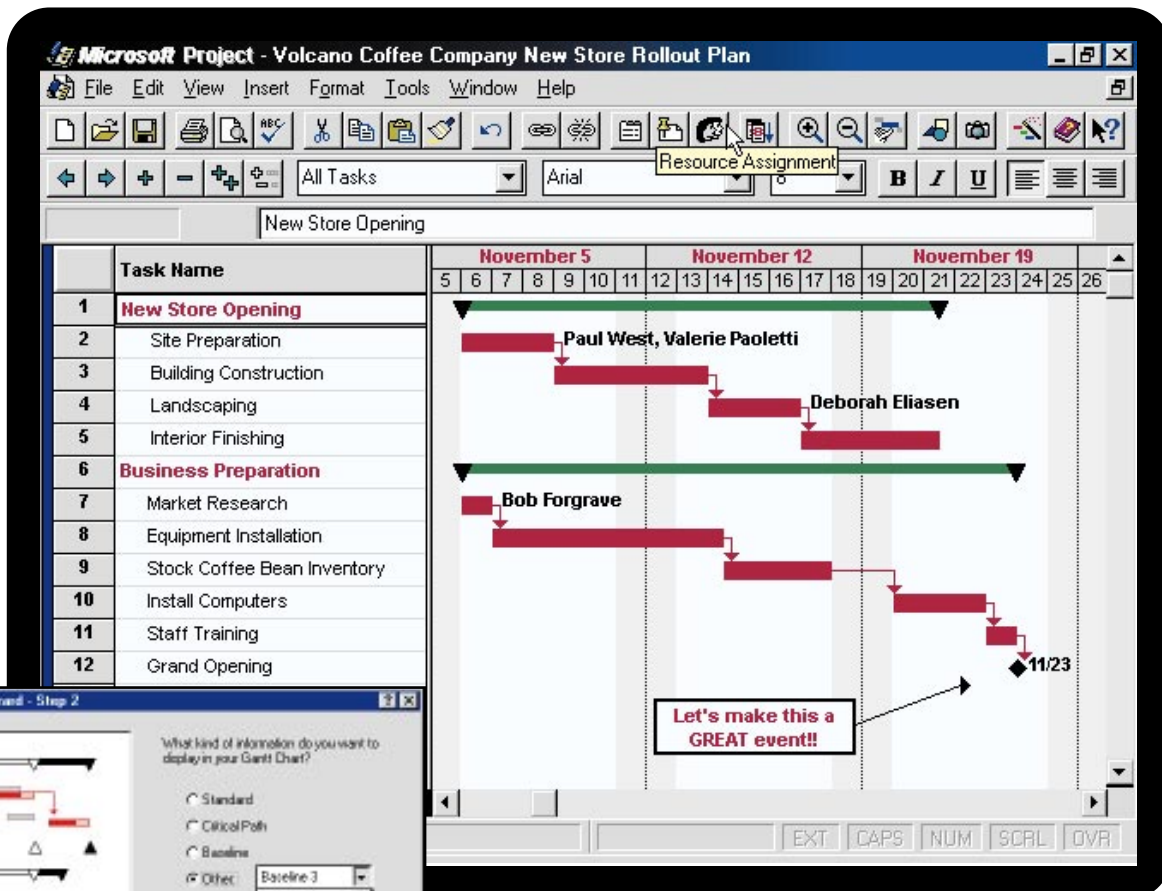 Microsoft Project - Volcano Coffee Company New Store Rollout Plan
File Edit View Insert Format Tools Window Help
ABC
Resource Assignment
All Tasks Arial 8 B I U
New Store Opening
Task Name
November 5 November 12 November 19
5 6 7 8 9 10 11 12 13 14 15 16 17 18 19 20 21 22 23 24 25 26
1 New Store Opening
2 Site Preparation Paul West, Valerie Paoletti
3 Building Construction
4 Landscaping Deborah Eliasen
5 Interior Finishing
6 Business Preparation
7 Market Research Bob Forgrave
8 Equipment Installation
9 Stock Coffee Bean Inventory
10 Install Computers
11 Staff Training
12 Grand Opening 11/23
Let's make this a
GREAT event!!
EXT CAPS NUM SCRL OVR
- Step 2
What kind of information do you want to
display in your Gantt Chart?
Standard
Critical Path
Baseline
Other: Baseline 3